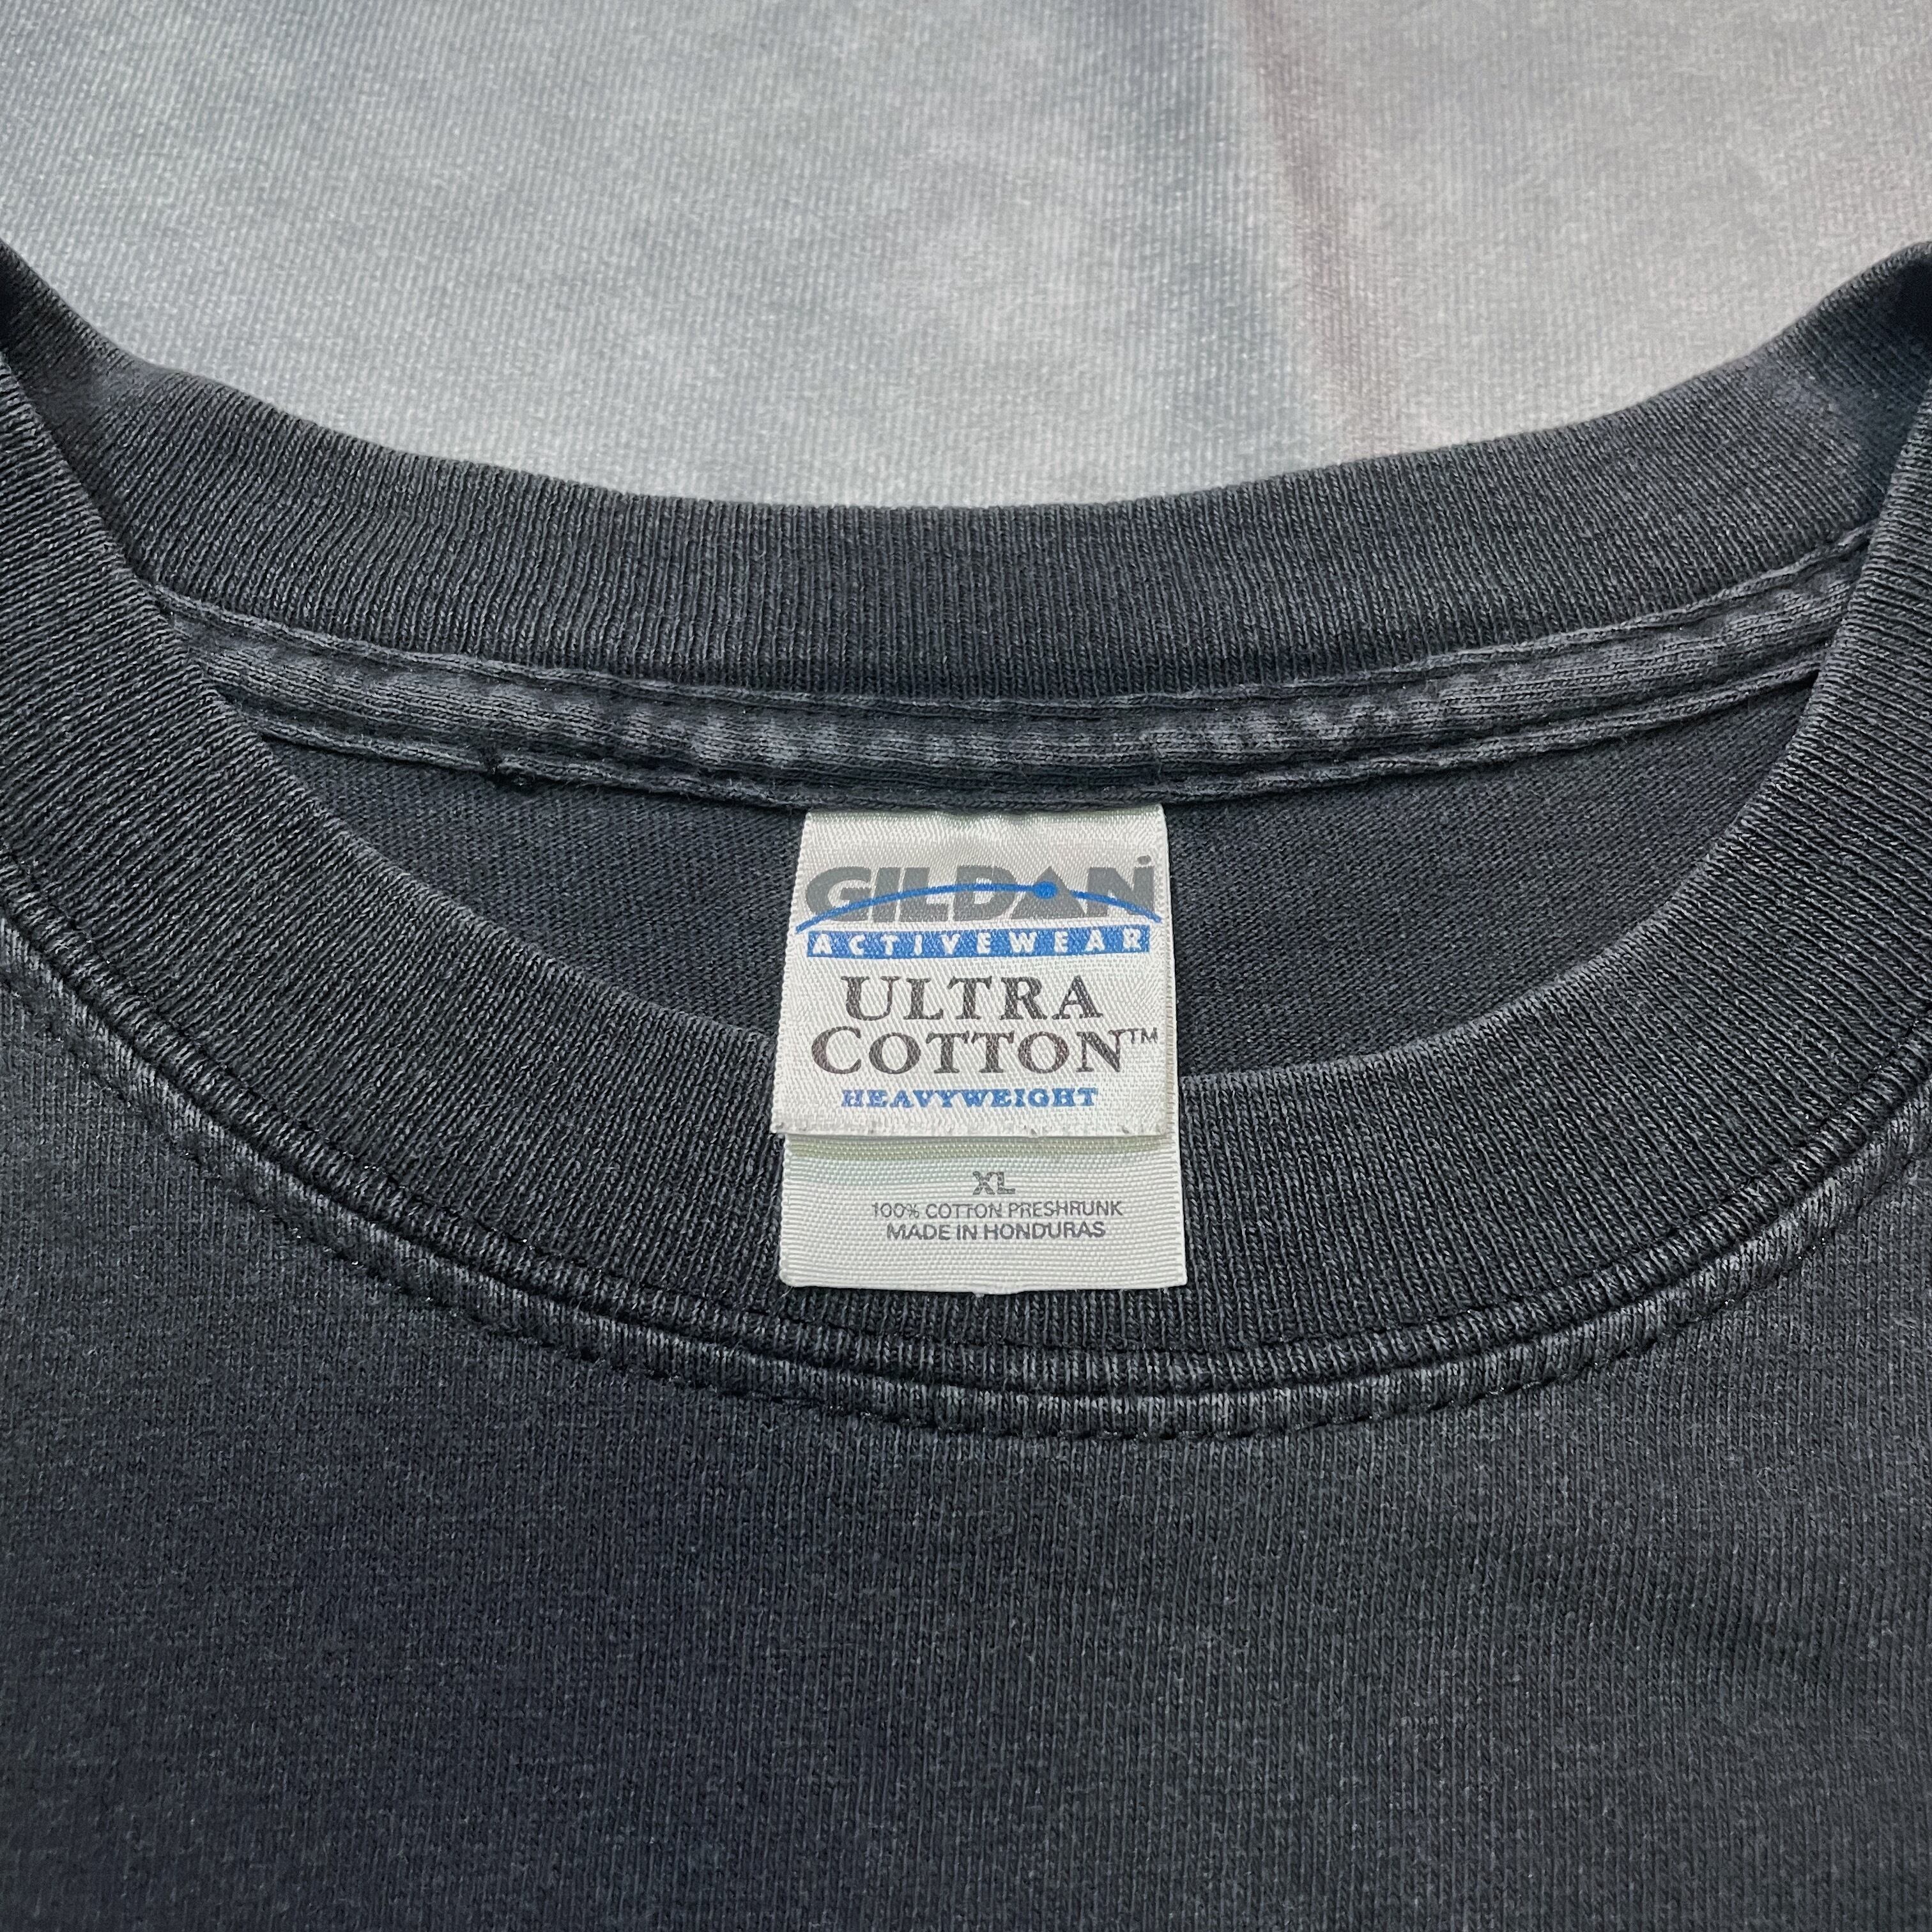 GILDAN
ACTIVEWEAR
ULTRA
COTTON™
HEAVYWEIGHT
XL
100% COTTON PRESHRUNK
MADE IN HONDURAS